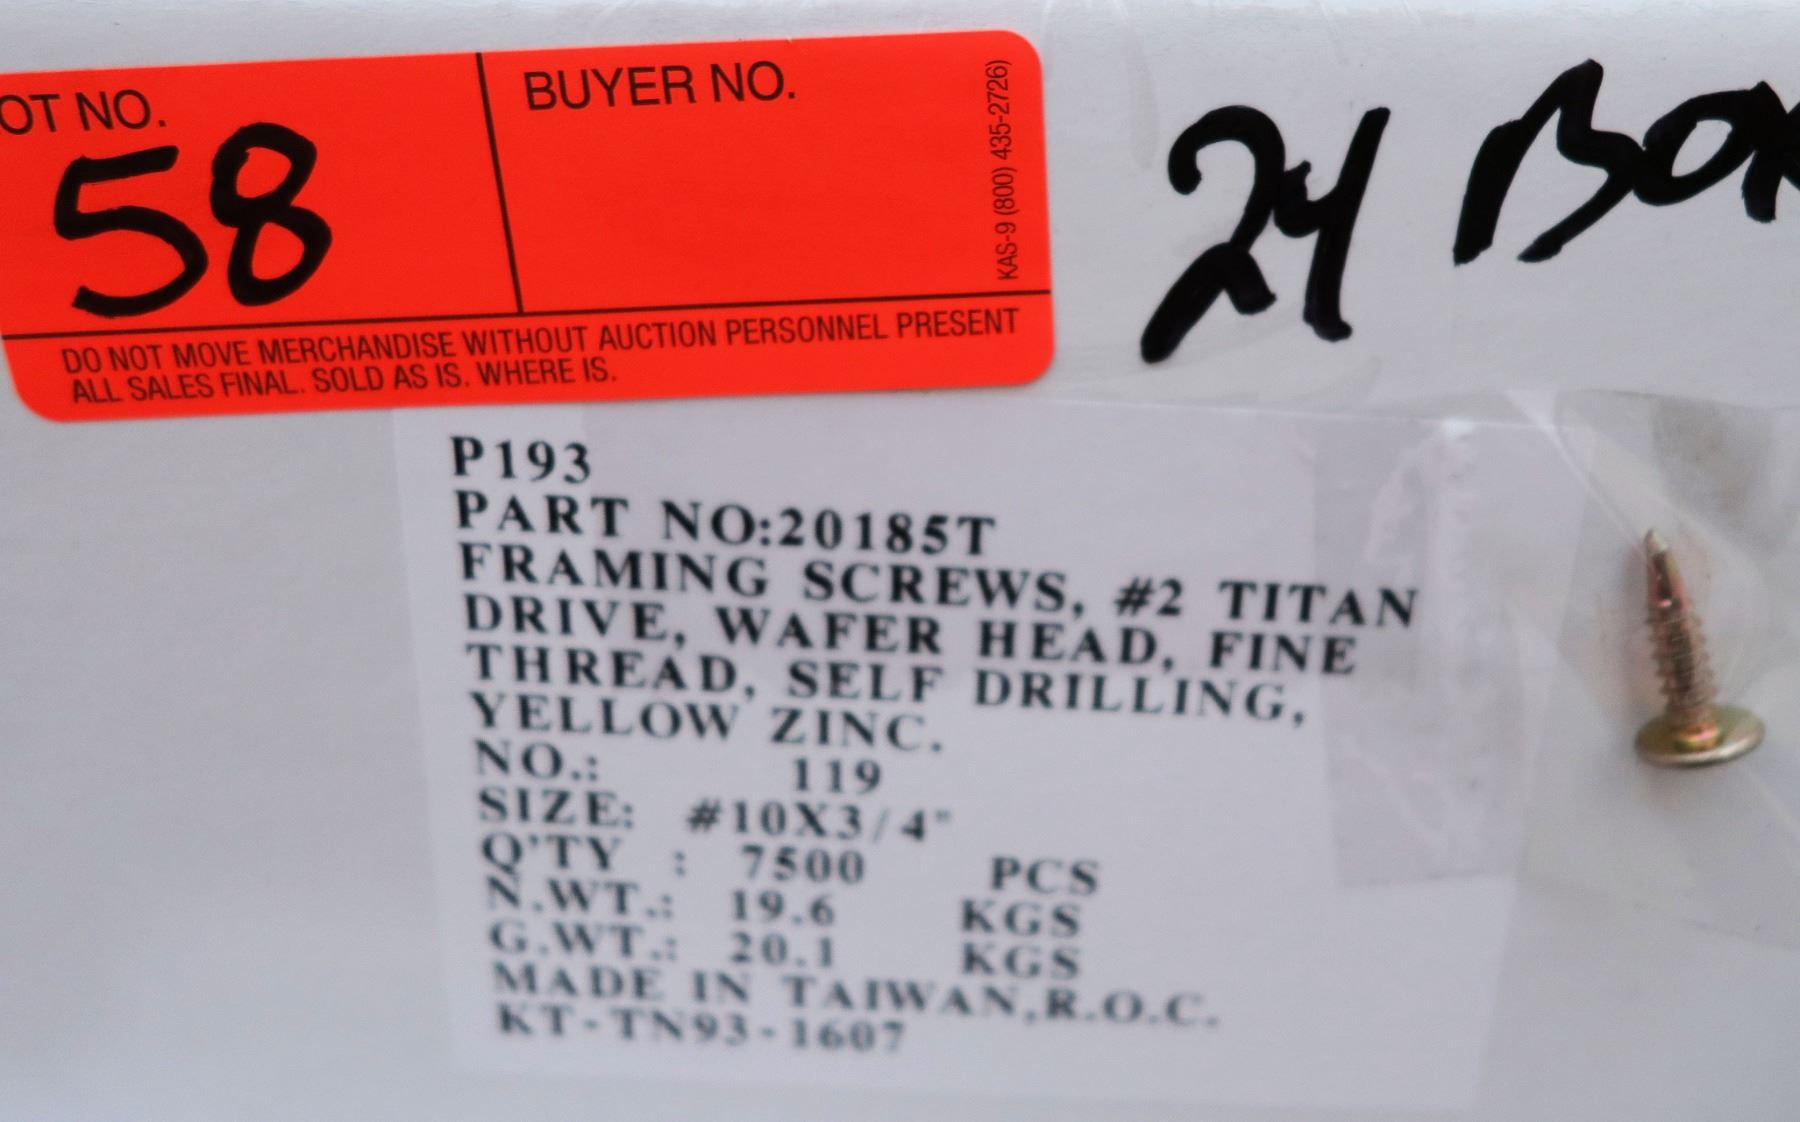 OT NO.
58
BUYER NO.
KAS-9 (800) 435-2726)
DO NOT MOVE MERCHANDISE WITHOUT AUCTION PERSONNEL PRESENT
ALL SALES FINAL. SOLD AS IS. WHERE IS.
24 Box
P193
PART NO:20185T
FRAMING SCREWS, #2 TITAN
DRIVE, WAFER HEAD, FINE
THREAD, SELF DRILLING,
YELLOW ZINC.
NO.: 119
SIZE: #10X3/4"
Q'TY : 7500 PCS
N.WT.: 19.6 KGS
G.WT.: 20.1 KGS
MADE IN TAIWAN,R.O.C.
KT-TN93-1607